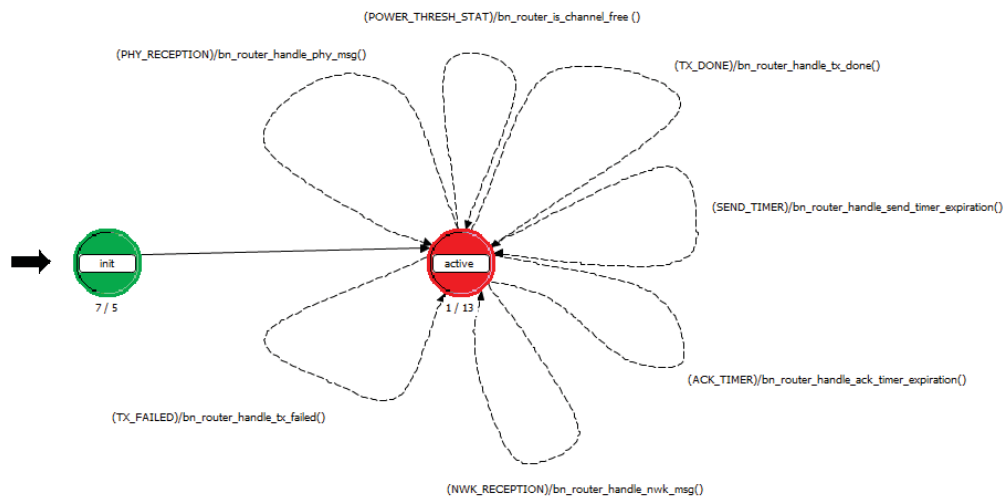 (POWER_THRESH_STAT)/bn_router_is_channel_free ()
(PHY_RECEPTION)/bn_router_handle_phy_msg()
(TX_DONE)/bn_router_handle_tx_done()
(SEND_TIMER)/bn_router_handle_send_timer_expiration()
init
active
7 / 5
1 / 13
(ACK_TIMER)/bn_router_handle_ack_timer_expiration()
(TX_FAILED)/bn_router_handle_tx_failed()
(NWK_RECEPTION)/bn_router_handle_nwk_msg()